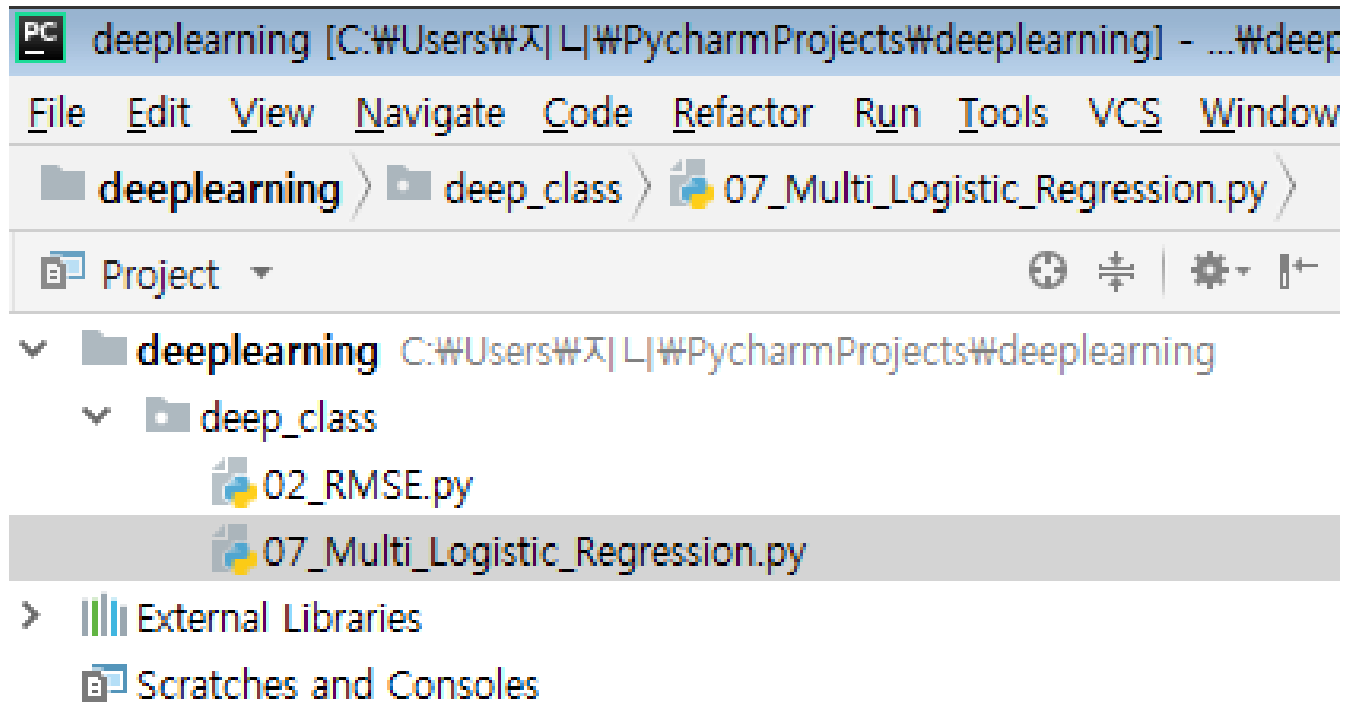 PC deeplearning [C:₩Users₩지니₩PycharmProjects₩deeplearning] - ...₩deep
File Edit View Navigate Code Refactor Run Tools VCS Window
deeplearning deep_class 07_Multi_Logistic_Regression.py
Project
deeplearning C:₩Users₩지니₩PycharmProjects₩deeplearning
deep_class
02_RMSE.py
07_Multi_Logistic_Regression.py
External Libraries
Scratches and Consoles